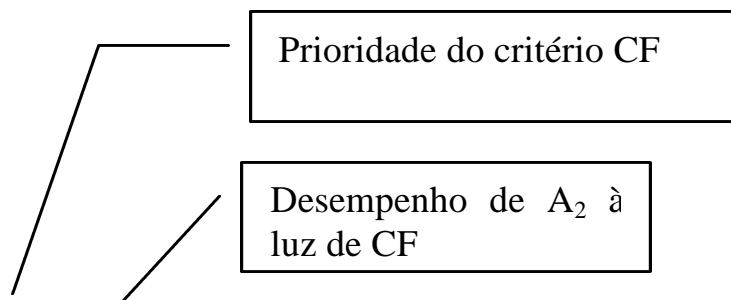 Prioridade do critério CF
Desempenho de A₂ à
luz de CF